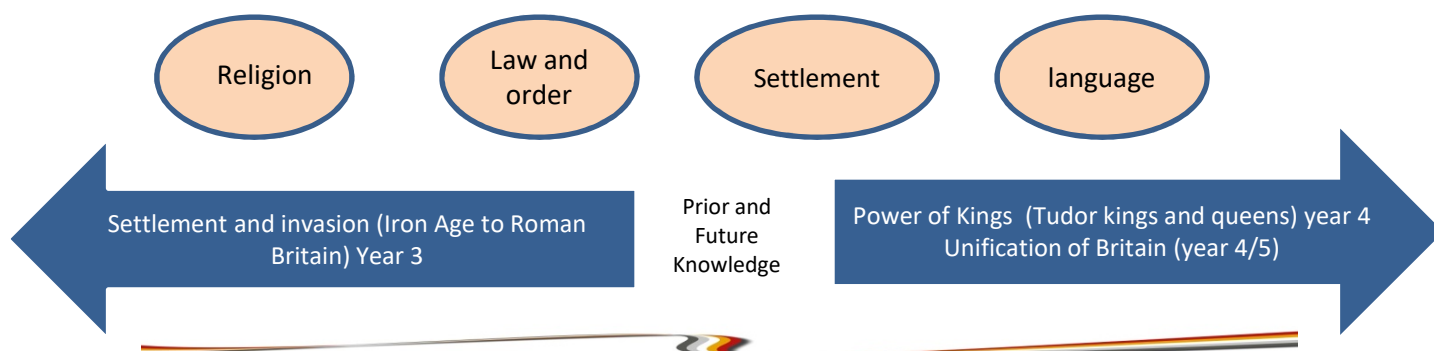 Religion
Law and
order
Settlement
language
Settlement and invasion (Iron Age to Roman
Britain) Year 3
Prior and
Future
Knowledge
Power of Kings  (Tudor kings and queens) year 4
Unification of Britain (year 4/5)